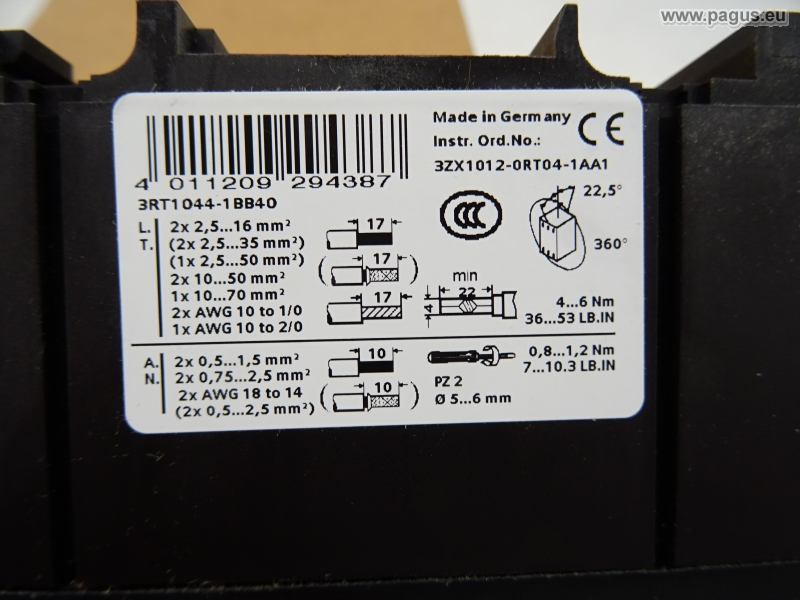 www.pagus.eu
Made in Germany
Instr. Ord.No.:
CE
3ZX1012-0RT04-1AA1
4 011209 294387
3RT1044-1BB40
CCC
22,5°
360°
L. 2x 2,5...16 mm²
T. (2x 2,5...35 mm²)
(1x 2,5...50 mm²)
2x 10...50 mm²
1x 10...70 mm²
2x AWG 10 to 1/0
1x AWG 10 to 2/0
17
( 17 )
17
min
22
4
4...6 Nm
36...53 LB.IN
A. 2x 0,5...1,5 mm²
N. 2x 0,75...2,5 mm²
2x AWG 18 to 14
(2x 0,5...2,5 mm²)
10
( 10 )
PZ 2
Ø 5...6 mm
0,8...1,2 Nm
7...10.3 LB.IN